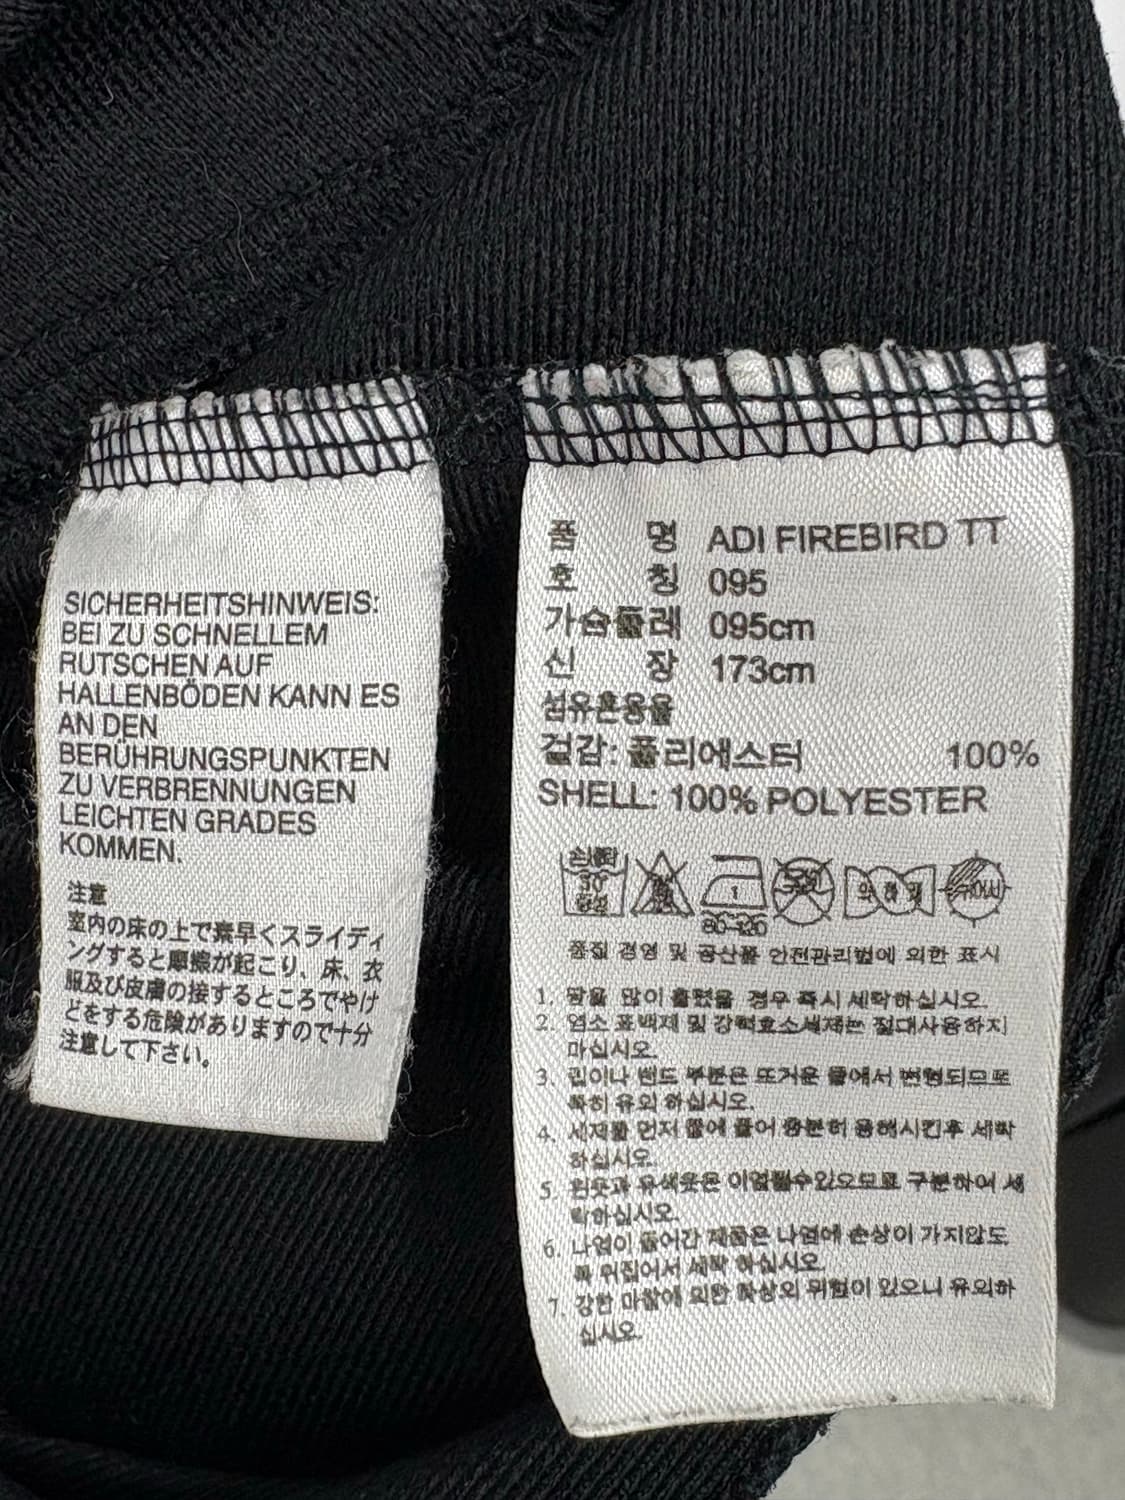 SICHERHEITSHINWEIS:
BEI ZU SCHNELLEM
RUTSCHEN AUF
HALLENBÖDEN KANN ES
AN DEN
BERÜHRUNGSPUNKTEN
ZU VERBRENNUNGEN
LEICHTEN GRADES
KOMMEN.
注意
室内の床の上で素早くスライディ
ングすると摩擦が起こり、床、衣
服及び皮膚の接するところでやけ
どをする危険がありますので十分
注意して下さい。
품 명 ADI FIREBIRD TT
호 칭 095
가슴둘레 095cm
신 장 173cm
섬유혼용율
겉감: 폴리에스터 100%
SHELL: 100% POLYESTER
손세탁
30°
중성
1
80-120
품질 경영 및 공산품 안전관리법에 의한 표시
1. 땀을 많이 흘렸을 경우 즉시 세탁하십시오.
2. 염소 표백제 및 강력효소세제는 절대사용하지
마십시오.
3. 린이나 밴드 부분은 뜨거운 물에서 변형되므로
특히 유의 하십시오.
4. 세제를 먼저 물에 풀어 충분히 용해시킨후 세탁
하십시오.
5. 흰옷과 유색옷은 이염될수있으므로 구분하여 세
탁하십시오.
6. 나염이 들어간 제품은 나염에 손상이 가지않도
록 뒤집어서 세탁 하십시오.
7. 강한 마찰에 의한 화상의 위험이 있으니 유의하
십시오.